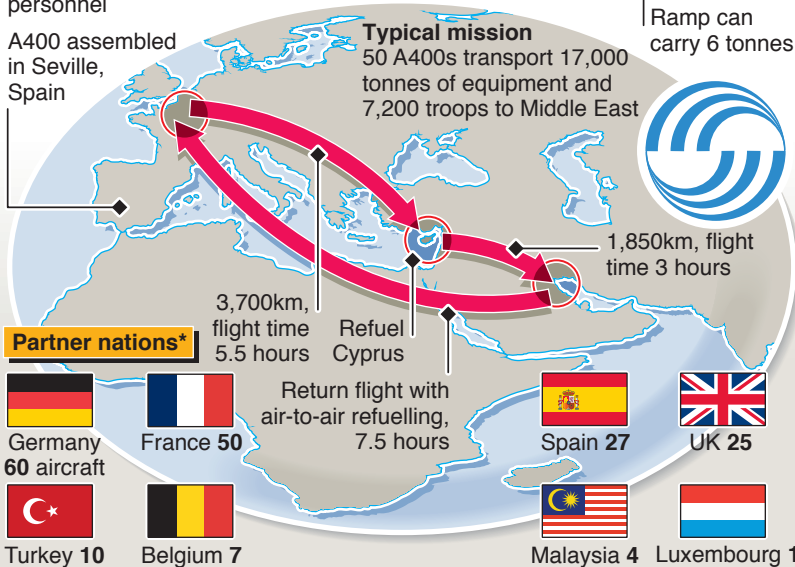 personnel
A400 assembled
in Seville,
Spain
Typical mission
50 A400s transport 17,000
tonnes of equipment and
7,200 troops to Middle East
Ramp can
carry 6 tonnes
1,850km, flight
time 3 hours
3,700km,
flight time
5.5 hours
Refuel
Cyprus
Return flight with
air-to-air refuelling,
7.5 hours
Partner nations*
Germany
60 aircraft
France 50
Spain 27
UK 25
Turkey 10
Belgium 7
Malaysia 4
Luxembourg 1